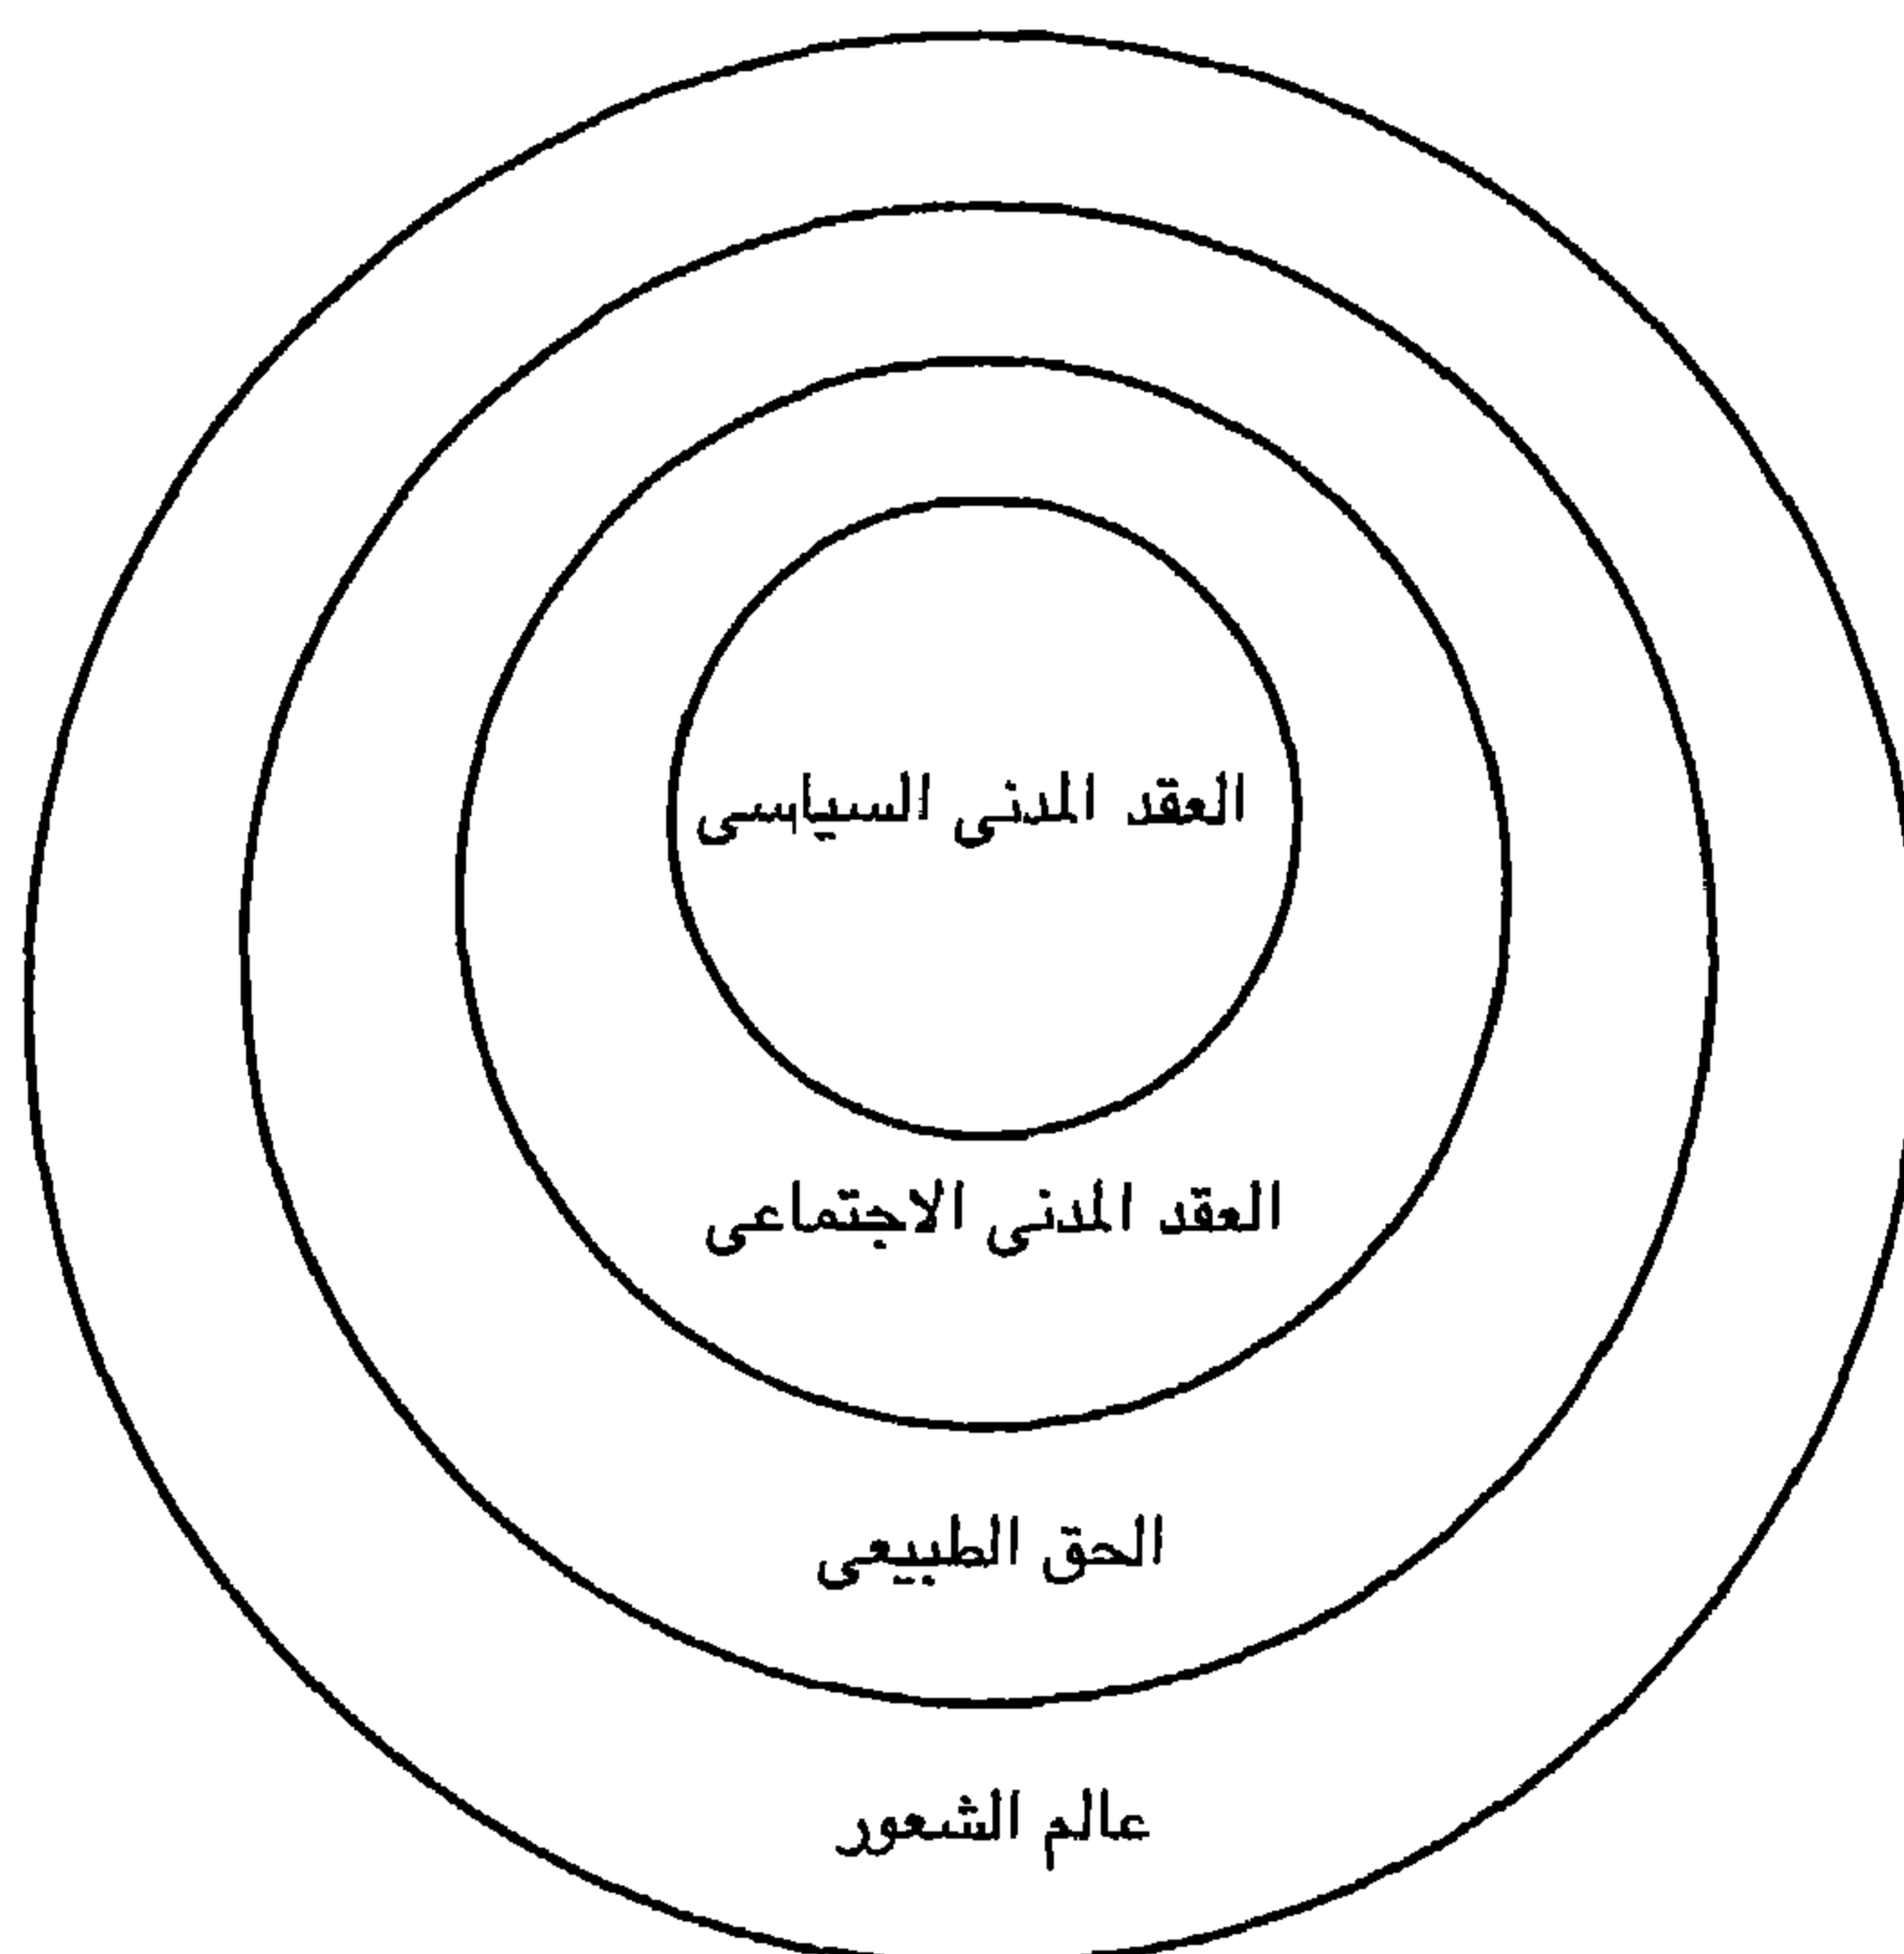 العقد المدنى السياسى
العقد المدنى الاجتماعى
الحق الطبيعى
عالم الشعور